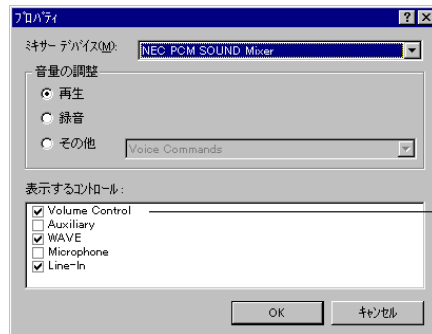 プロパティ
ミキサー デバイス(M):
NEC PCM SOUND Mixer
音量の調整
再生
録音
その他
Voice Commands
表示するコントロール:
Volume Control
Auxiliary
WAVE
Microphone
Line-In
OK
キャンセル